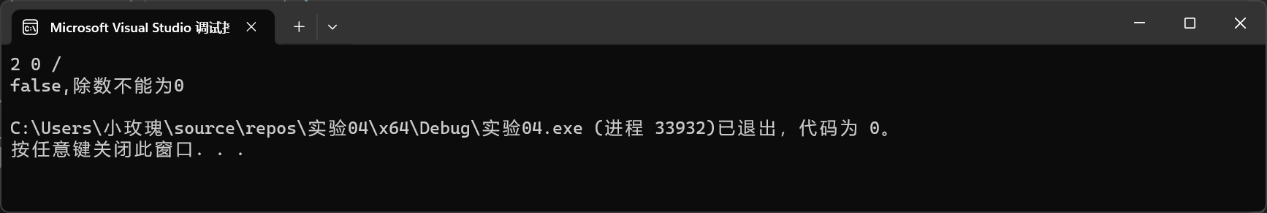 Microsoft Visual Studio 调试
2 0 /
false,除数不能为0
C:\Users\小玫瑰\source\repos\实验04\x64\Debug\实验04.exe (进程 33932)已退出，代码为 0。
按任意键关闭此窗口. . .